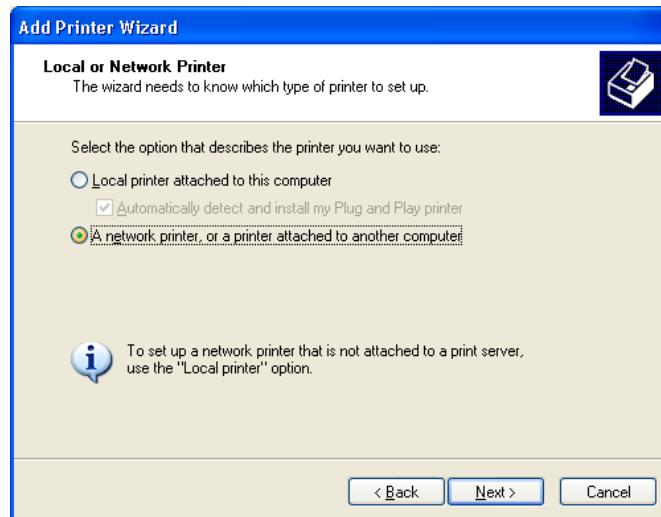 Add Printer Wizard
Local or Network Printer
The wizard needs to know which type of printer to set up.
Select the option that describes the printer you want to use:
Local printer attached to this computer
Automatically detect and install my Plug and Play printer
A network printer, or a printer attached to another computer
To set up a network printer that is not attached to a print server,
use the "Local printer" option.
< Back
Next >
Cancel